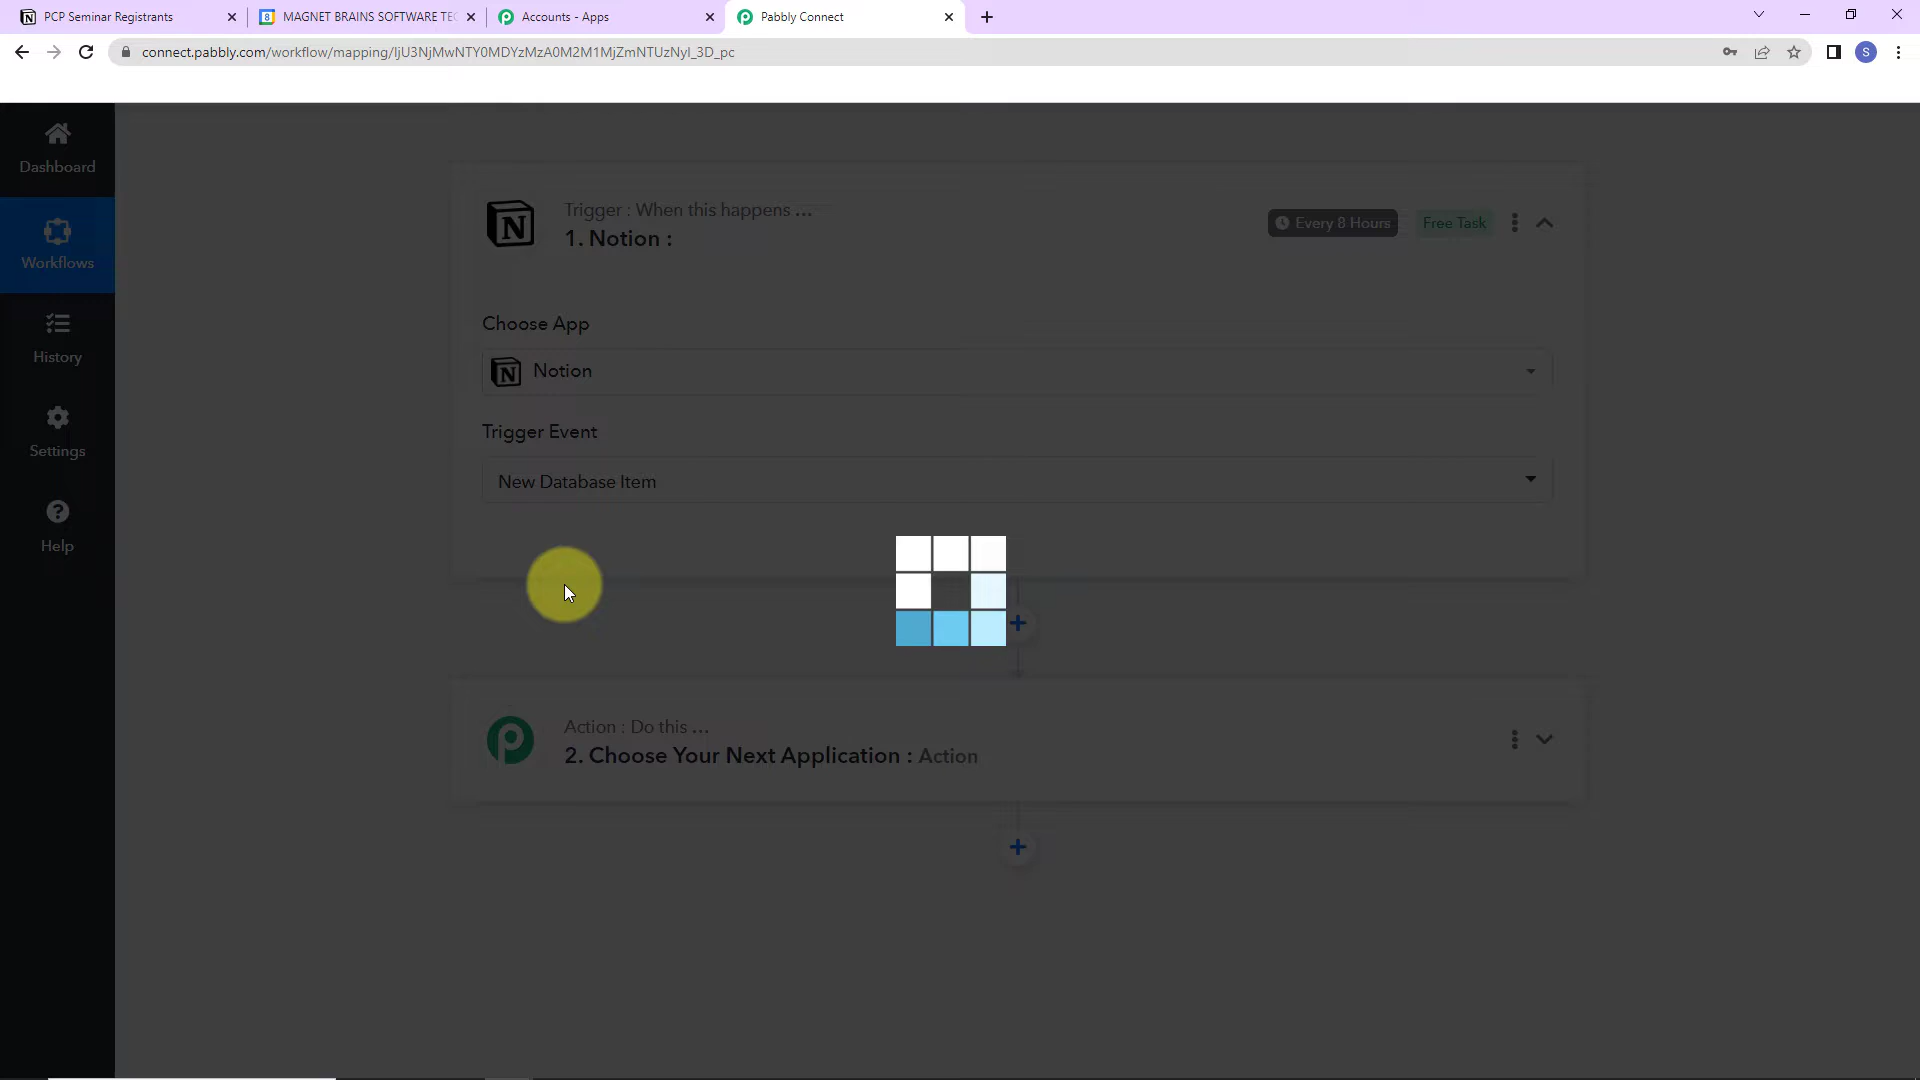 PCP Seminar Registrants
MAGNET BRAINS SOFTWARE TEC
Accounts - Apps
Pabbly Connect
connect.pabbly.com/workflow/mapping/IjU3NjMwNTY0MDYzMzA0M2M1MjZmNTUzNyI_3D_pc
S
Dashboard
Workflows
History
Settings
Help
Trigger : When this happens ...
1. Notion :
Every 8 Hours
Free Task
Choose App
Notion
Trigger Event
New Database Item
Action : Do this ...
2. Choose Your Next Application : Action